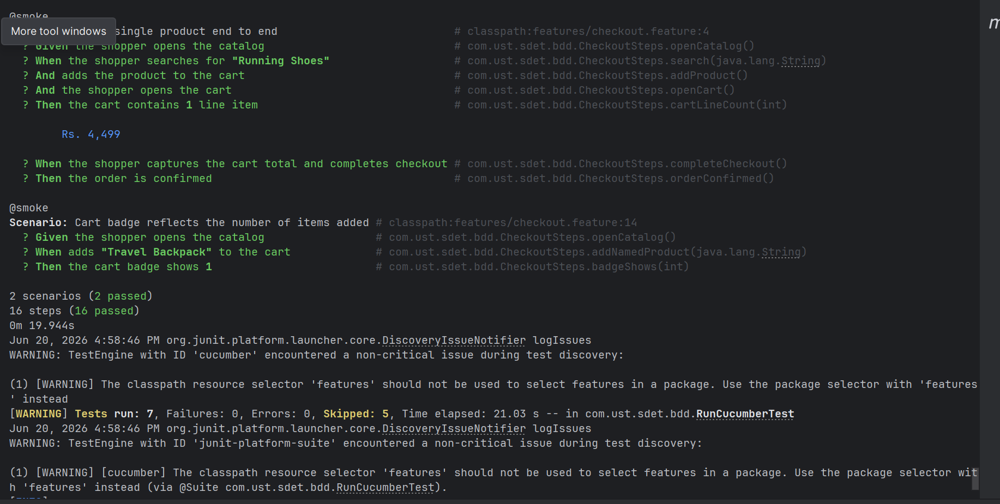 @smoke
More tool windows single product end to end # classpath:features/checkout.feature:4
? Given the shopper opens the catalog # com.ust.sdet.bdd.CheckoutSteps.openCatalog()
? When the shopper searches for "Running Shoes" # com.ust.sdet.bdd.CheckoutSteps.search(java.lang.String)
? And adds the product to the cart # com.ust.sdet.bdd.CheckoutSteps.addProduct()
? And the shopper opens the cart # com.ust.sdet.bdd.CheckoutSteps.openCart()
? Then the cart contains 1 line item # com.ust.sdet.bdd.CheckoutSteps.cartLineCount(int)
Rs. 4,499
? When the shopper captures the cart total and completes checkout # com.ust.sdet.bdd.CheckoutSteps.completeCheckout()
? Then the order is confirmed # com.ust.sdet.bdd.CheckoutSteps.orderConfirmed()
@smoke
Scenario: Cart badge reflects the number of items added # classpath:features/checkout.feature:14
? Given the shopper opens the catalog # com.ust.sdet.bdd.CheckoutSteps.openCatalog()
? When adds "Travel Backpack" to the cart # com.ust.sdet.bdd.CheckoutSteps.addNamedProduct(java.lang.String)
? Then the cart badge shows 1 # com.ust.sdet.bdd.CheckoutSteps.badgeShows(int)
2 scenarios (2 passed)
16 steps (16 passed)
0m 19.944s
Jun 20, 2026 4:58:46 PM org.junit.platform.launcher.core.DiscoveryIssueNotifier logIssues
WARNING: TestEngine with ID 'cucumber' encountered a non-critical issue during test discovery:
(1) [WARNING] The classpath resource selector 'features' should not be used to select features in a package. Use the package selector with 'features
' instead
[WARNING] Tests run: 7, Failures: 0, Errors: 0, Skipped: 5, Time elapsed: 21.03 s -- in com.ust.sdet.bdd.RunCucumberTest
Jun 20, 2026 4:58:46 PM org.junit.platform.launcher.core.DiscoveryIssueNotifier logIssues
WARNING: TestEngine with ID 'junit-platform-suite' encountered a non-critical issue during test discovery:
(1) [WARNING] [cucumber] The classpath resource selector 'features' should not be used to select features in a package. Use the package selector wit
h 'features' instead (via @Suite com.ust.sdet.bdd.RunCucumberTest).